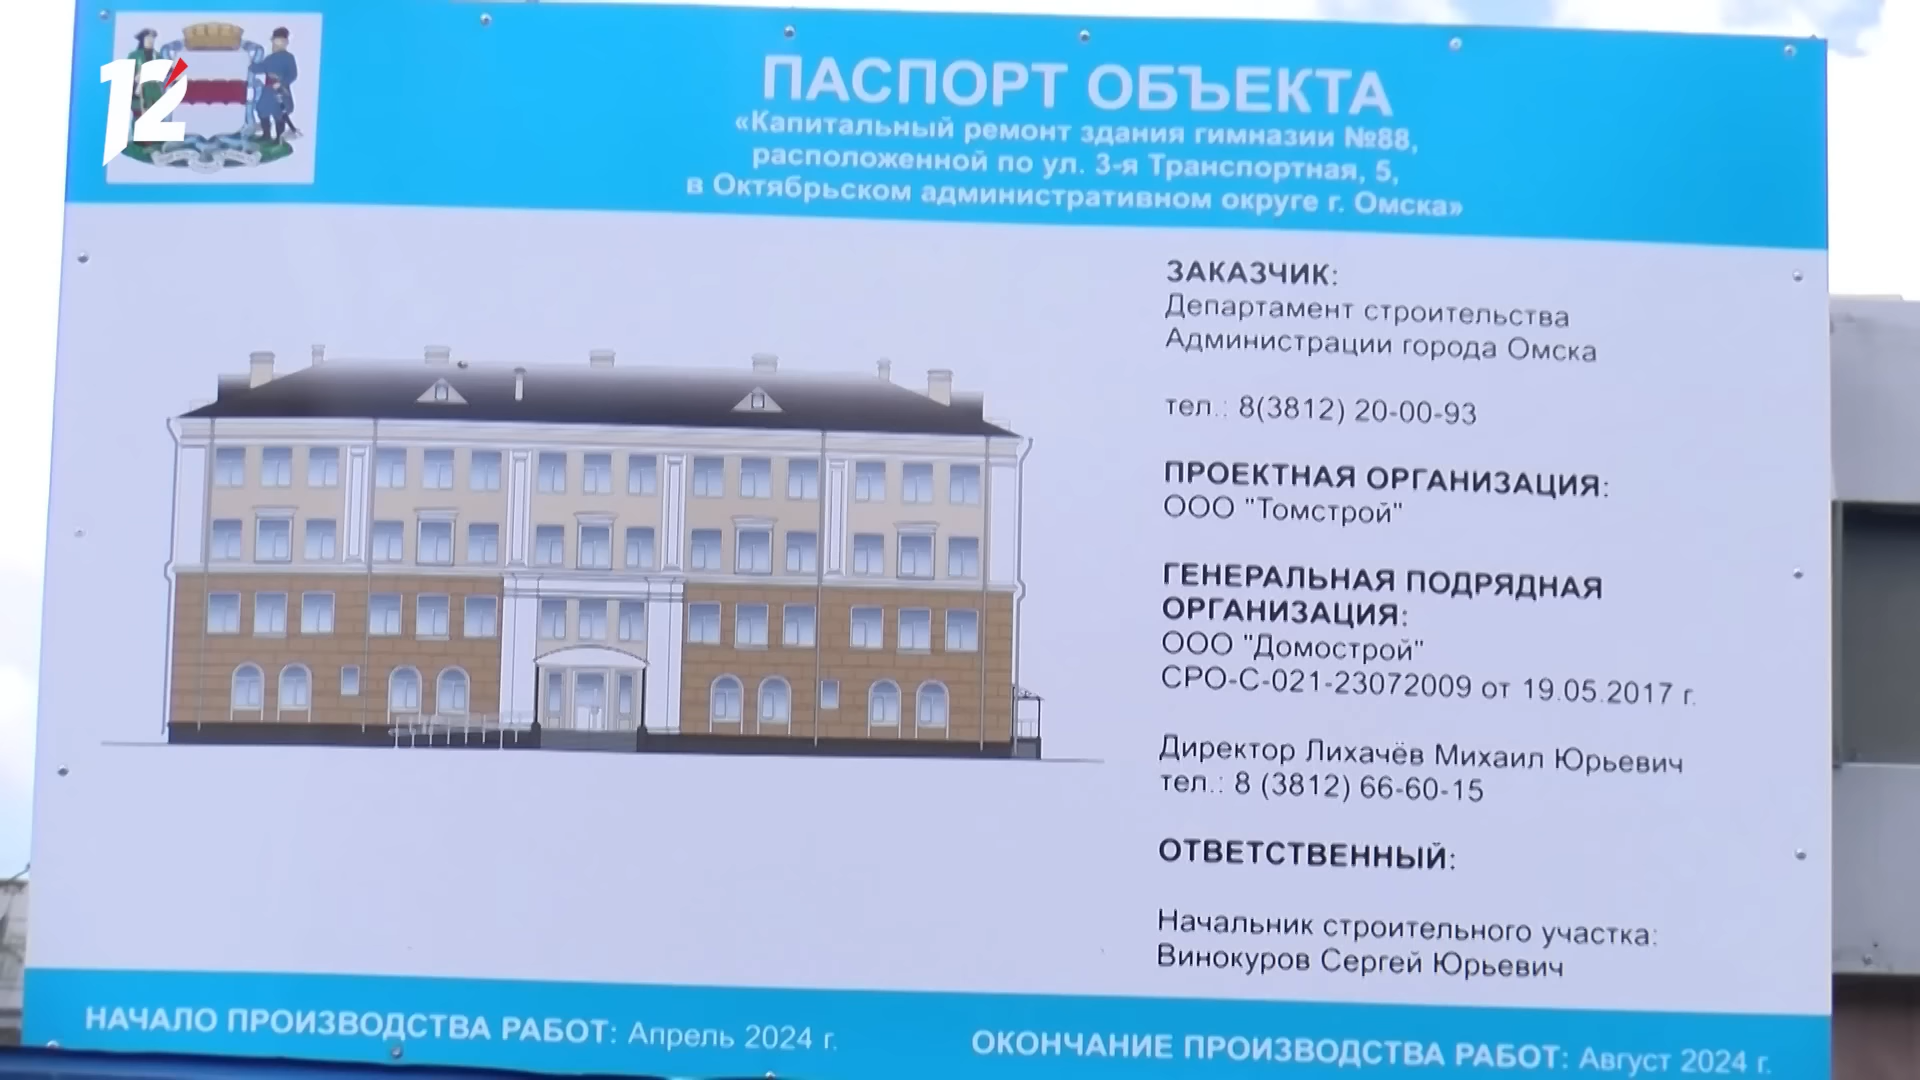 12
ПАСПОРТ ОБЪЕКТА
«Капитальный ремонт здания гимназии №88,
расположенной по ул. 3-я Транспортная, 5,
в Октябрьском административном округе г. Омска»
ЗАКАЗЧИК:
Департамент строительства
Администрации города Омска
тел.: 8(3812) 20-00-93
ПРОЕКТНАЯ ОРГАНИЗАЦИЯ:
ООО "Томстрой"
ГЕНЕРАЛЬНАЯ ПОДРЯДНАЯ
ОРГАНИЗАЦИЯ:
ООО "Домострой"
СРО-С-021-23072009 от 19.05.2017 г.
Директор Лихачёв Михаил Юрьевич
тел.: 8 (3812) 66-60-15
ОТВЕТСТВЕННЫЙ:
Начальник строительного участка:
Винокуров Сергей Юрьевич
НАЧАЛО ПРОИЗВОДСТВА РАБОТ: Апрель 2024 г.
ОКОНЧАНИЕ ПРОИЗВОДСТВА РАБОТ: Август 2024 г.